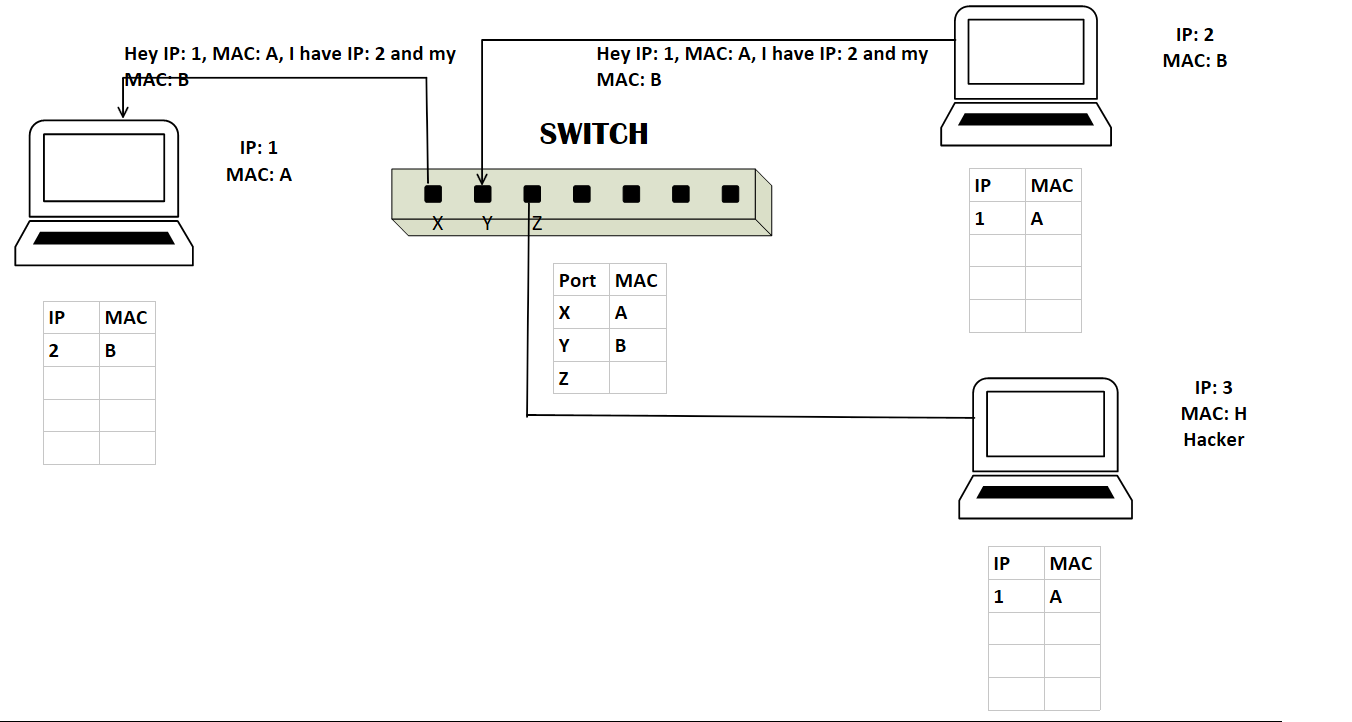 Hey IP: 1, MAC: A, I have IP: 2 and my
MAC: B
Hey IP: 1, MAC: A, I have IP: 2 and my
MAC: B
IP: 2
MAC: B
SWITCH
IP: 1
MAC: A
X Y Z
IP MAC
1 A
Port MAC
X A
Y B
Z
IP MAC
2 B
IP: 3
MAC: H
Hacker
IP MAC
1 A